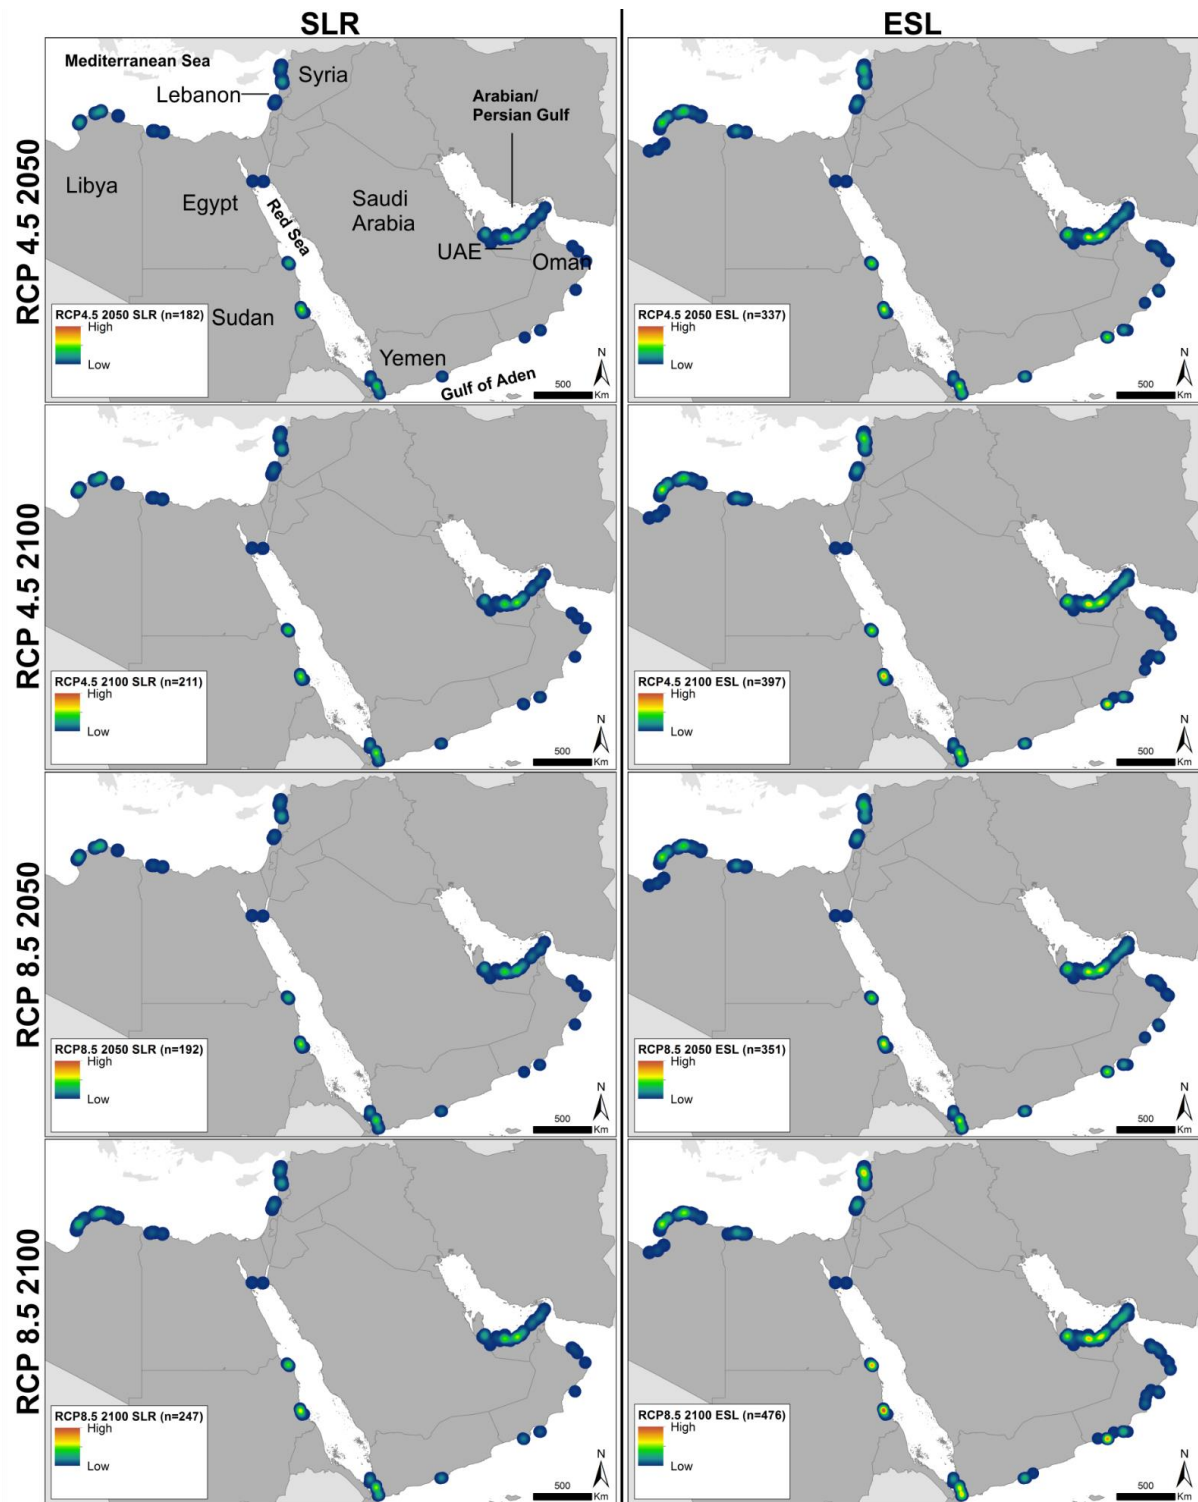 SLR
ESL
RCP 4.5 2050
Mediterranean Sea
Syria
Lebanon
Arabian/
Persian Gulf
Libya
Egypt
Red Sea
Saudi
Arabia
UAE
Oman
Sudan
Yemen
Gulf of Aden
RCP4.5 2050 SLR (n=182)
High
Low
N
500
Km
RCP4.5 2050 ESL (n=337)
High
Low
N
500
Km
RCP 4.5 2100
RCP4.5 2100 SLR (n=211)
High
Low
N
500
Km
RCP4.5 2100 ESL (n=397)
High
Low
N
500
Km
RCP 8.5 2050
RCP8.5 2050 SLR (n=192)
High
Low
N
500
Km
RCP8.5 2050 ESL (n=351)
High
Low
N
500
Km
RCP 8.5 2100
RCP8.5 2100 SLR (n=247)
High
Low
N
500
Km
RCP8.5 2100 ESL (n=476)
High
Low
N
500
Km